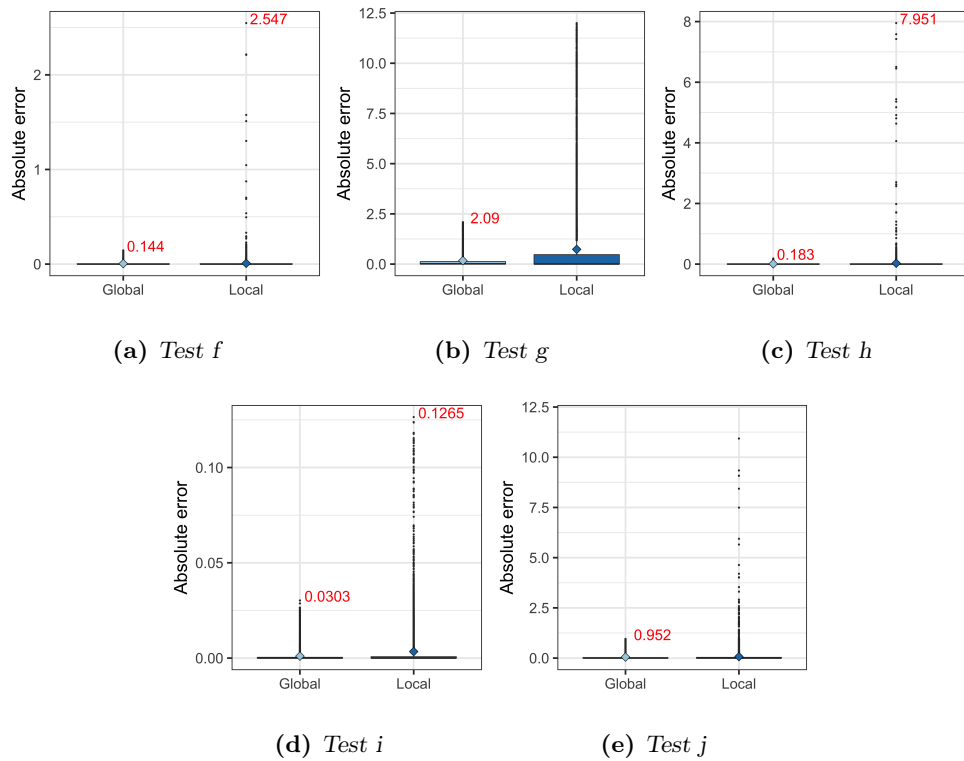 Absolute error
2
1
0
2.547
0.144
Global
Local
(a) Test f
Absolute error
12.5
10.0
7.5
5.0
2.5
0.0
2.09
Global
Local
(b) Test g
Absolute error
8
6
4
2
0
7.951
0.183
Global
Local
(c) Test h
Absolute error
0.10
0.05
0.00
0.1265
0.0303
Global
Local
(d) Test i
Absolute error
12.5
10.0
7.5
5.0
2.5
0.0
0.952
Global
Local
(e) Test j